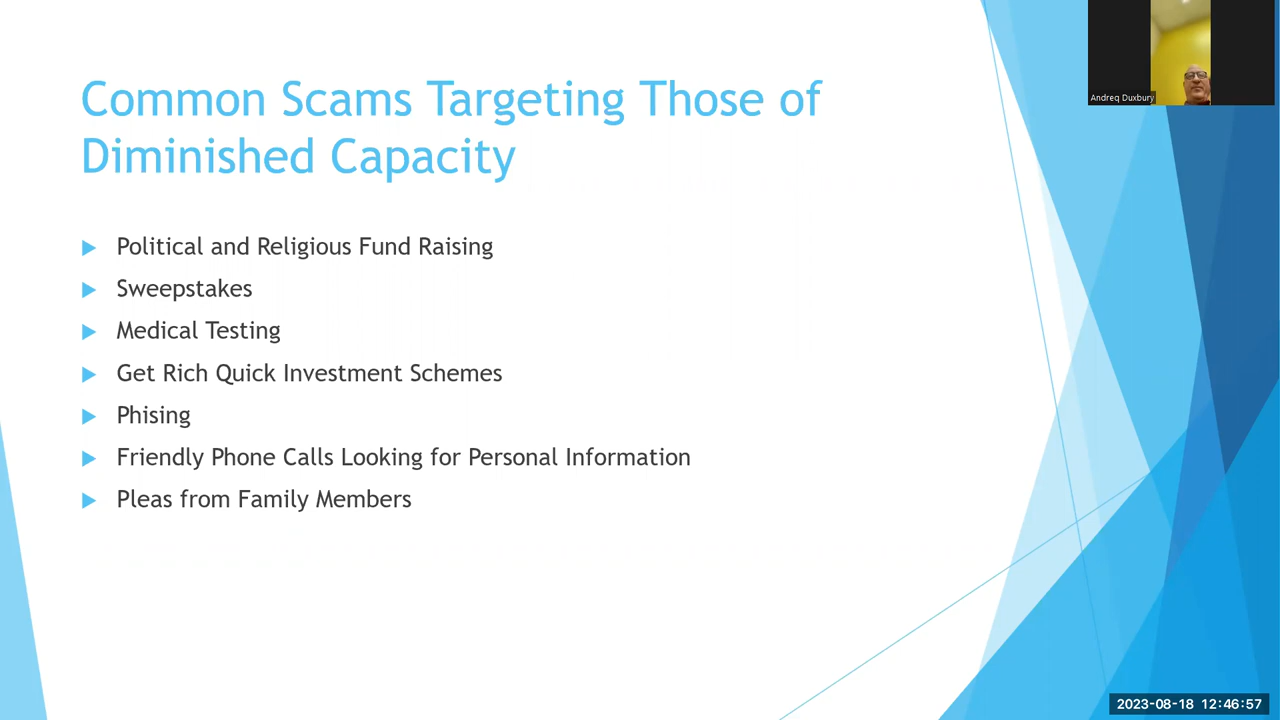 Common Scams Targeting Those of
Diminished Capacity
Political and Religious Fund Raising
Sweepstakes
Medical Testing
Get Rich Quick Investment Schemes
Phising
Friendly Phone Calls Looking for Personal Information
Pleas from Family Members
Andreq Duxbury
2023-08-18 12:46:57